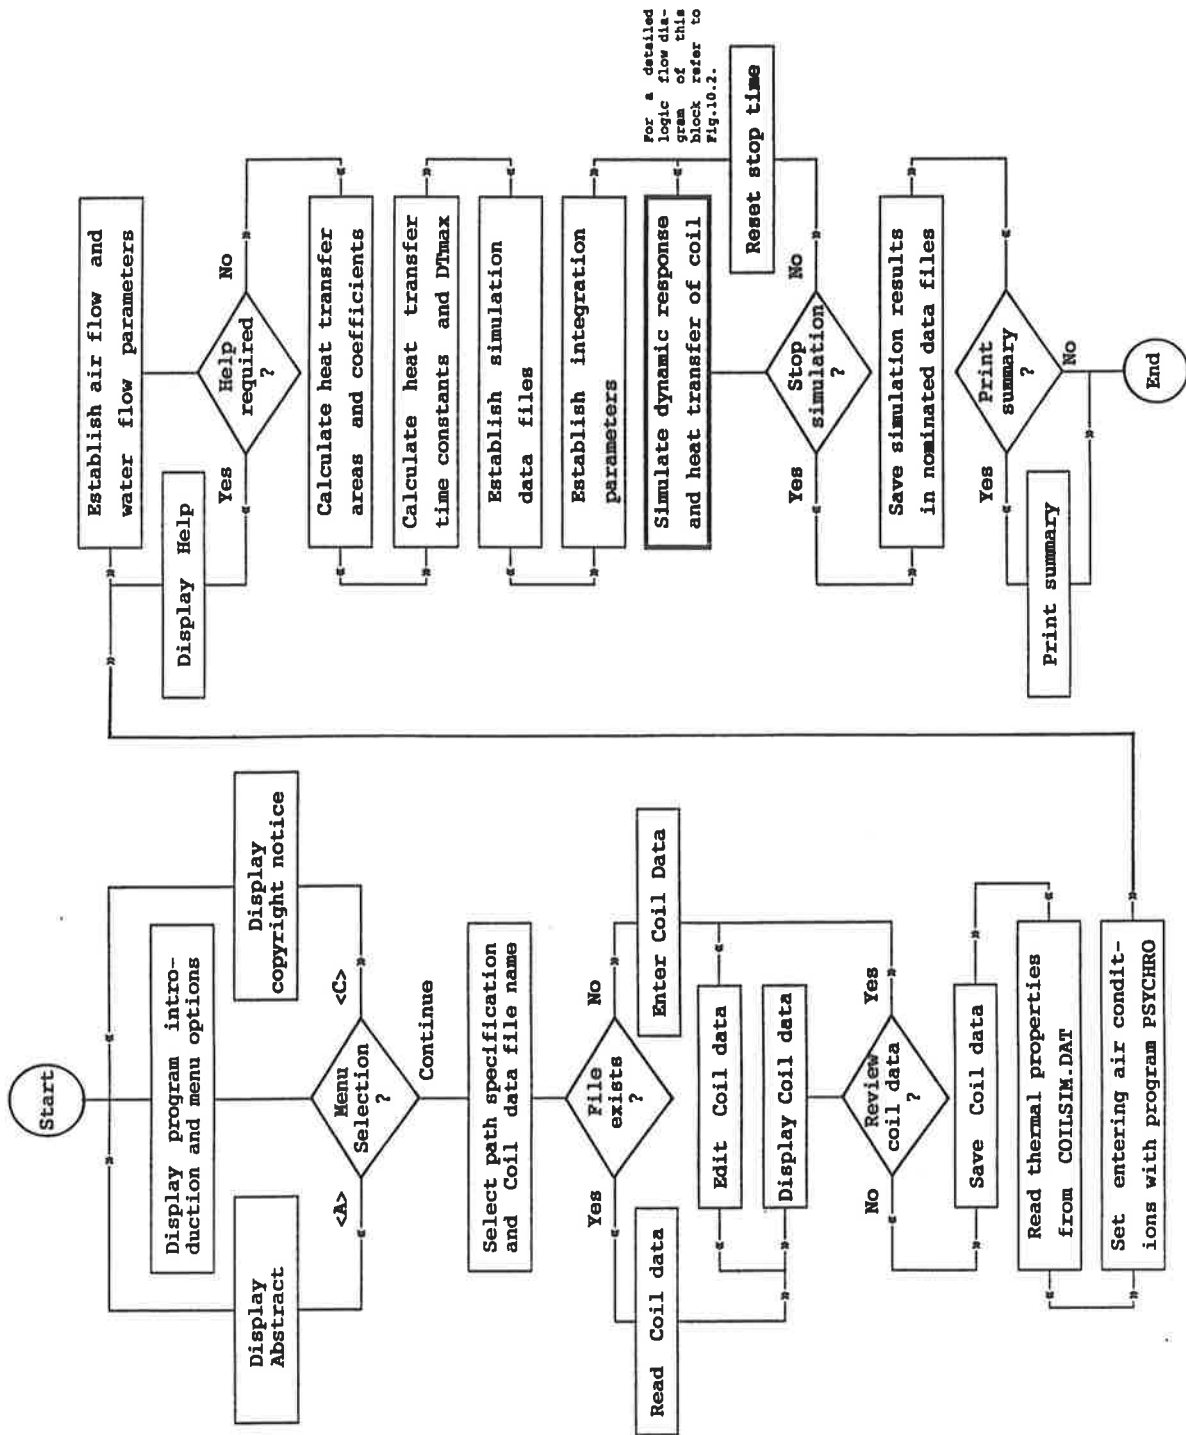 Start
Display program intro-
duction and menu options
Display
Abstract
Display
copyright notice
<A>
Menu
Selection
?
<C>
Continue
Select path specification
and Coil data file name
Yes
File
exists
?
No
Read Coil data
Enter Coil Data
Edit Coil data
Display Coil data
No
Review
coil data
?
Yes
Save Coil data
Read thermal properties
from COILSIM.DAT
Set entering air condit-
ions with program PSYCHRO
Establish air flow and
water flow parameters
Display Help
Yes
Help
required
?
No
Calculate heat transfer
areas and coefficients
Calculate heat transfer
time constants and DTmax
Establish simulation
data files
Establish integration
parameters
For a detailed
logic flow dia-
gram of this
block refer to
Fig.10.2.
Simulate dynamic response
and heat transfer of coil
Reset stop time
Yes
Stop
simulation
?
No
Save simulation results
in nominated data files
Yes
Print
summary
?
No
Print summary
End